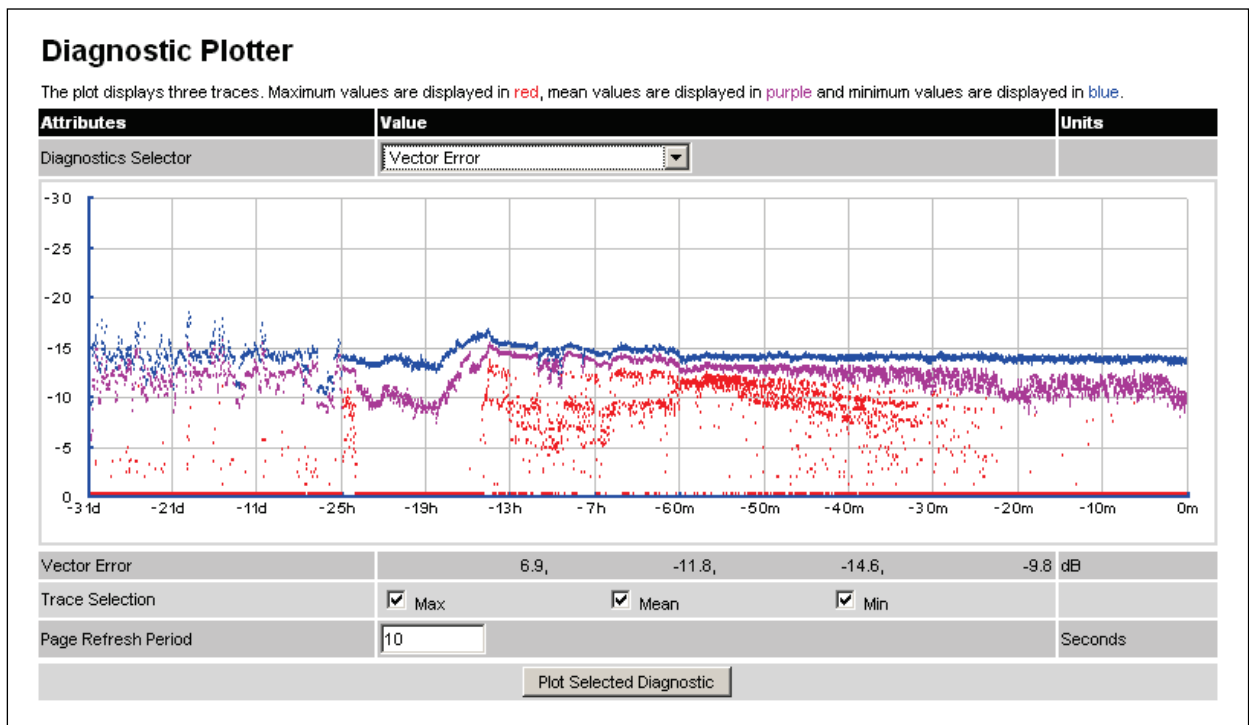 Diagnostic Plotter
The plot displays three traces. Maximum values are displayed in red, mean values are displayed in purple and minimum values are displayed in blue.
Attributes Value Units
Diagnostics Selector Vector Error
-30
-25
-20
-15
-10
-5
0
-31d -21d -11d -25h -19h -13h -7h -60m -50m -40m -30m -20m -10m 0m
Vector Error 6.9, -11.8, -14.6, -9.8 dB
Trace Selection Max Mean Min
Page Refresh Period 10 Seconds
Plot Selected Diagnostic